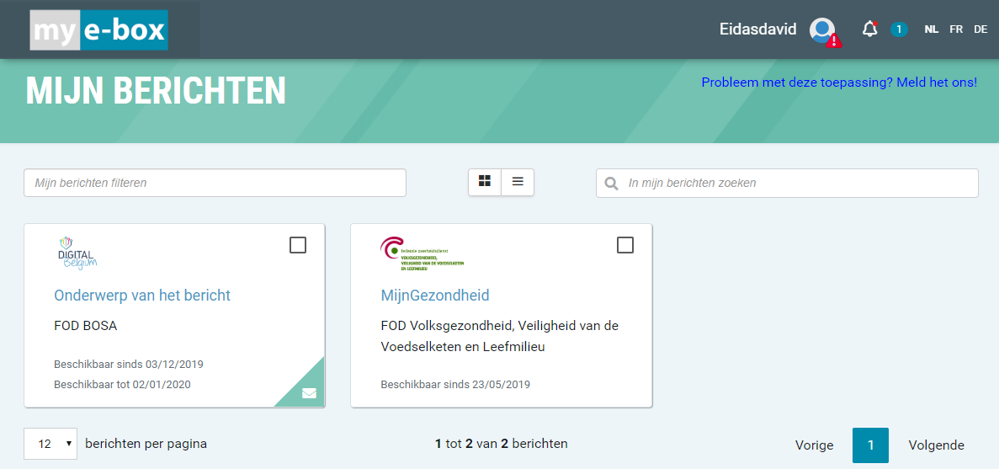 my e-box
Eidasdavid
1
NL FR DE
MIJN BERICHTEN
Probleem met deze toepassing? Meld het ons!
Mijn berichten filteren
In mijn berichten zoeken
DIGITAL
Belgium
Onderwerp van het bericht
FOD BOSA
Beschikbaar sinds 03/12/2019
Beschikbaar tot 02/01/2020
federale overheidsdienst
VOLKSGEZONDHEID,
VEILIGHEID VAN DE VOEDSELKETEN
EN LEEFMILIEU
MijnGezondheid
FOD Volksgezondheid, Veiligheid van de
Voedselketen en Leefmilieu
Beschikbaar sinds 23/05/2019
12 berichten per pagina
1 tot 2 van 2 berichten
Vorige 1 Volgende